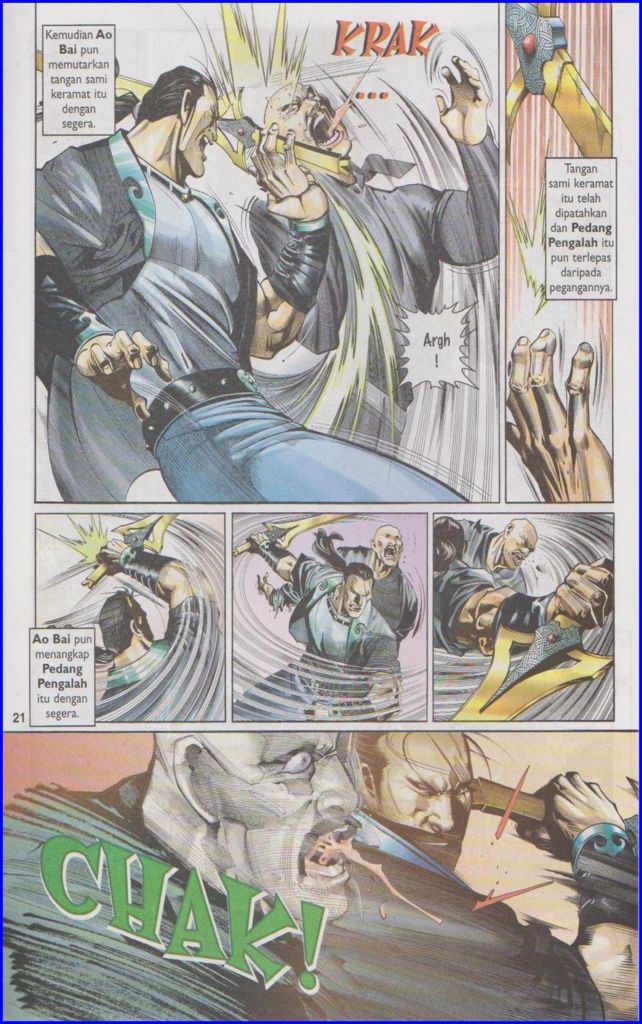 Kemudian Ao
Bai pun
memutarkan
tangan sami
keramat itu
dengan
segera.
KRAK
...
Tangan
sami keramat
itu telah
dipatahkan
dan Pedang
Pengalah itu
pun terlepas
daripada
pegangannya.
Argh
!
Ao Bai pun
menangkap
Pedang
Pengalah
itu dengan
segera.
21
CHAK!